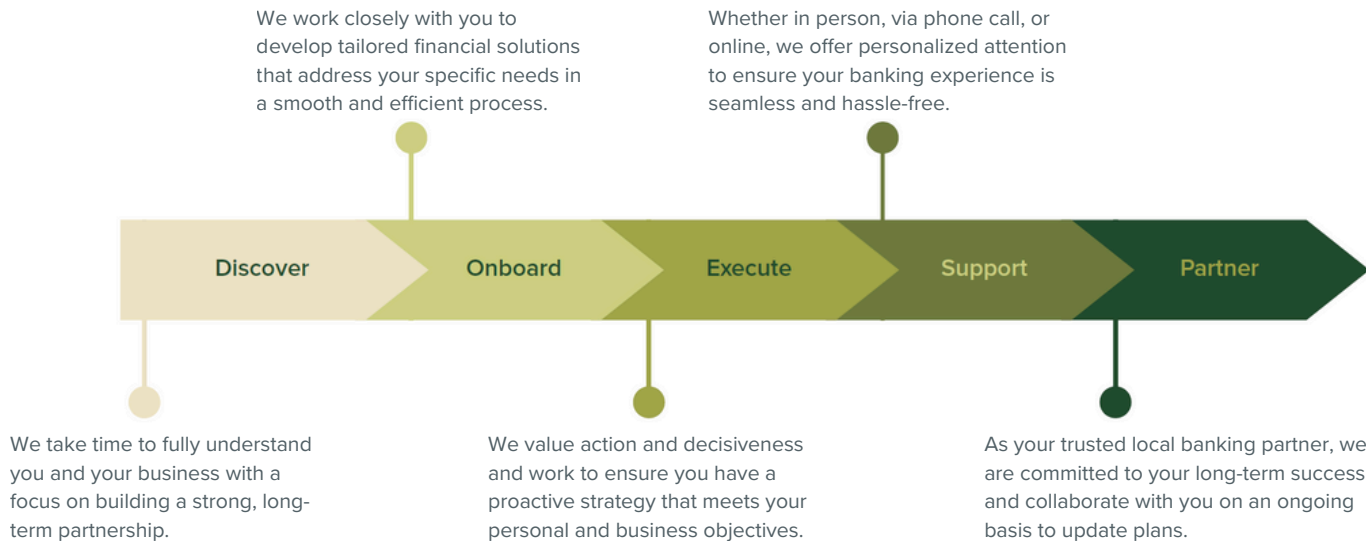 We work closely with you to
develop tailored financial solutions
that address your specific needs in
a smooth and efficient process.
Whether in person, via phone call, or
online, we offer personalized attention
to ensure your banking experience is
seamless and hassle-free.
Discover
Onboard
Execute
Support
Partner
We take time to fully understand
you and your business with a
focus on building a strong, long-
term partnership.
We value action and decisiveness
and work to ensure you have a
proactive strategy that meets your
personal and business objectives.
As your trusted local banking partner, we
are committed to your long-term success
and collaborate with you on an ongoing
basis to update plans.